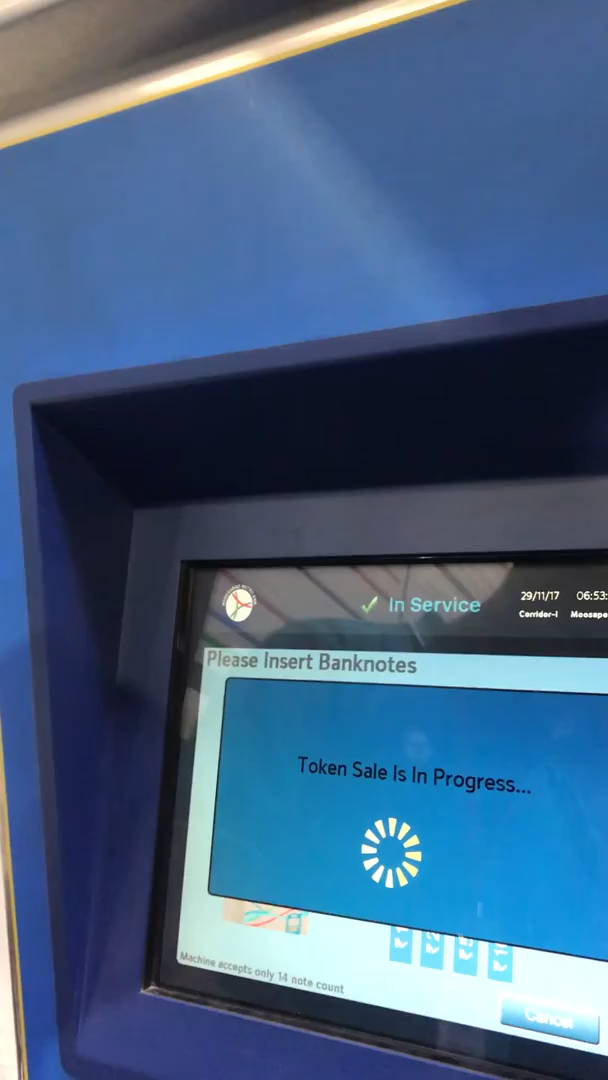 In Service
29/11/17 06:53:
Corridor-I
Please Insert Banknotes
Token Sale Is In Progress...
Machine accepts only 14 note count
Cancel